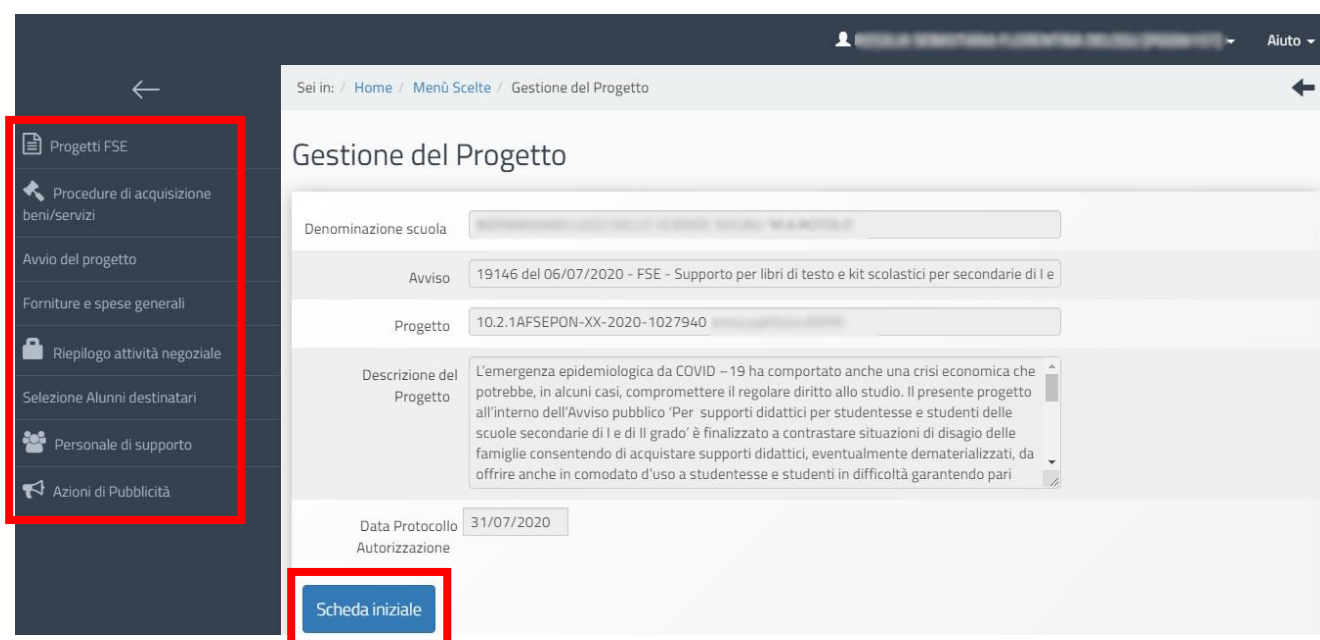 Aiuto
Sei in: / Home / Menù Scelte / Gestione del Progetto
Progetti FSE
Procedure di acquisizione
beni/servizi
Avvio del progetto
Forniture e spese generali
Riepilogo attività negoziale
Selezione Alunni destinatari
Personale di supporto
Azioni di Pubblicità
Gestione del Progetto
Denominazione scuola
Avviso
19146 del 06/07/2020 - FSE - Supporto per libri di testo e kit scolastici per secondarie di I e
Progetto
10.2.1AFSEPON-XX-2020-1027940
Descrizione del
Progetto
L'emergenza epidemiologica da COVID –19 ha comportato anche una crisi economica che
potrebbe, in alcuni casi, compromettere il regolare diritto allo studio. Il presente progetto
all'interno dell'Avviso pubblico 'Per supporti didattici per studentesse e studenti delle
scuole secondarie di I e di II grado' è finalizzato a contrastare situazioni di disagio delle
famiglie consentendo di acquistare supporti didattici, eventualmente dematerializzati, da
offrire anche in comodato d'uso a studentesse e studenti in difficoltà garantendo pari
Data Protocollo
Autorizzazione
31/07/2020
Scheda iniziale